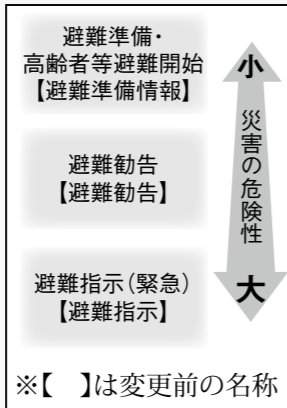 避難準備・
高齢者等避難開始
【避難準備情報】
避難勧告
【避難勧告】
避難指示(緊急)
【避難指示】
小
災害の危険性
大
※【　】は変更前の名称